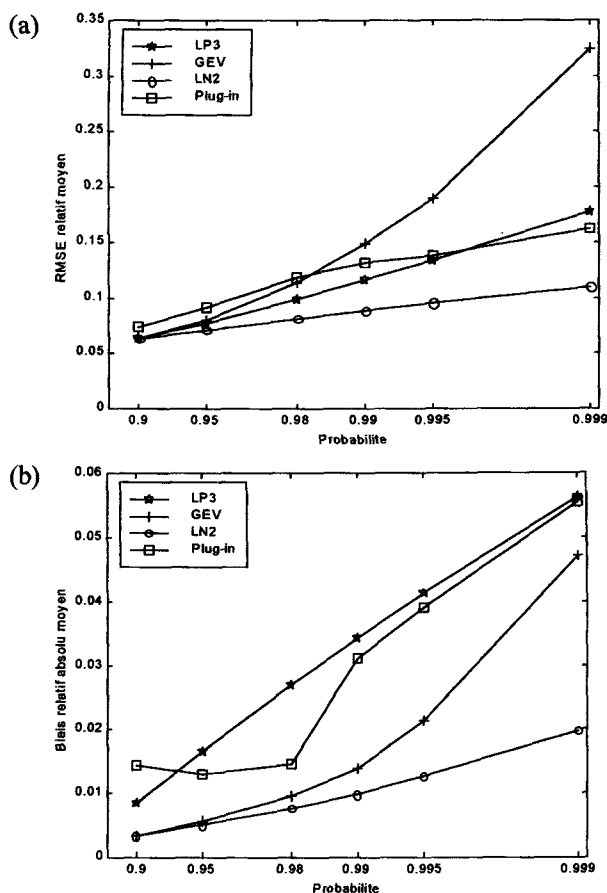 (a)
0.35
0.3
0.25
0.2
0.15
0.1
0.05
0
RMSE relatif moyen
LP3
GEV
LN2
Plug-in
0.9 0.95 0.98 0.99 0.995 0.999
Probabilite
(b)
0.06
0.05
0.04
0.03
0.02
0.01
0
Biais relatif absolu moyen
LP3
GEV
LN2
Plug-in
0.9 0.95 0.98 0.99 0.995 0.999
Probabilite